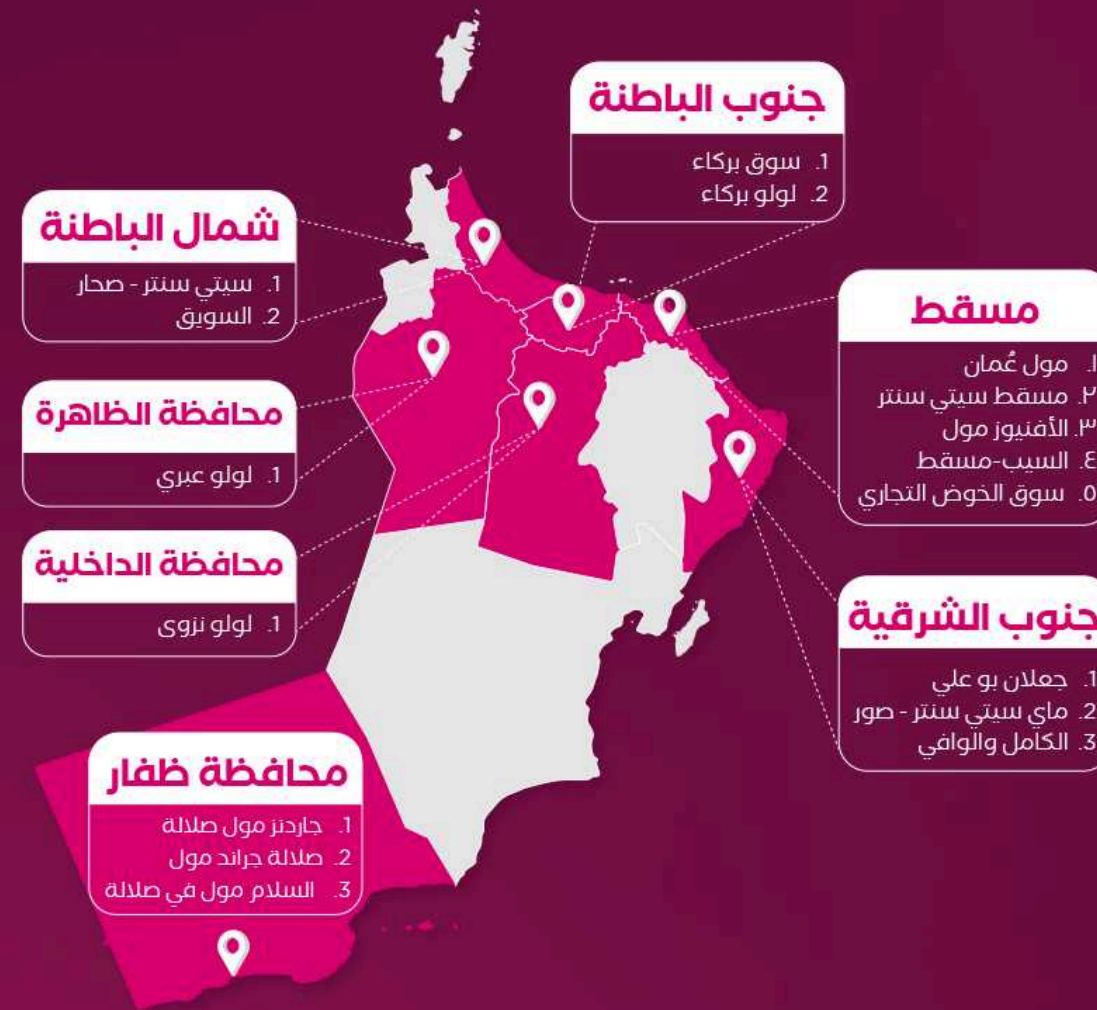 جنوب الباطنة
1. سوق بركاء
2. لولو بركاء
شمال الباطنة
1. سيتي سنتر - صحار
2. السويق
مسقط
١. مول عُمان
٢. مسقط سيتي سنتر
٣. الأفنيوز مول
٤. السيب-مسقط
٥. سوق الخوض التجاري
محافظة الظاهرة
1. لولو عبري
محافظة الداخلية
1. لولو نزوى
جنوب الشرقية
1. جعلان بو علي
2. ماي سيتي سنتر - صور
3. الكامل والوافي
محافظة ظفار
1. جاردنز مول صلالة
2. صلالة جراند مول
3. السلام مول في صلالة